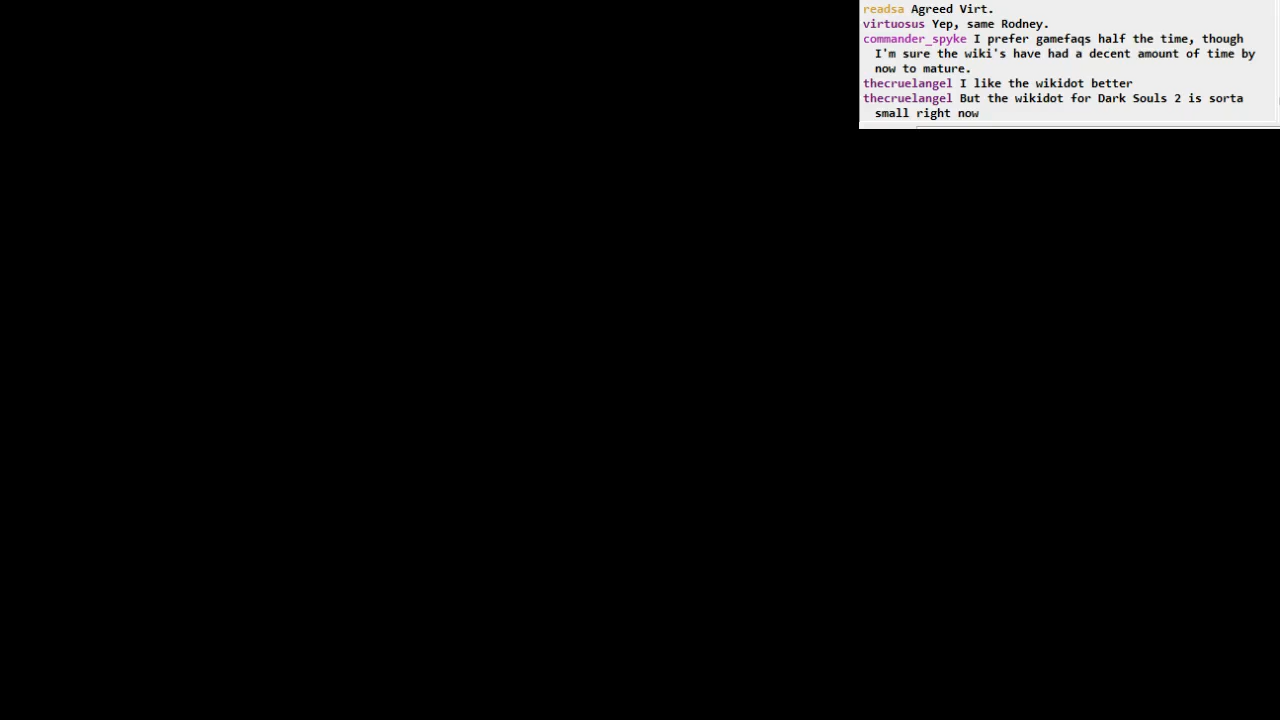 readsa Agreed Virt.
virtuosus Yep, same Rodney.
commander_spyke I prefer gamefaqs half the time, though
I'm sure the wiki's have had a decent amount of time by
now to mature.
thecruelangel I like the wikidot better
thecruelangel But the wikidot for Dark Souls 2 is sorta
small right now